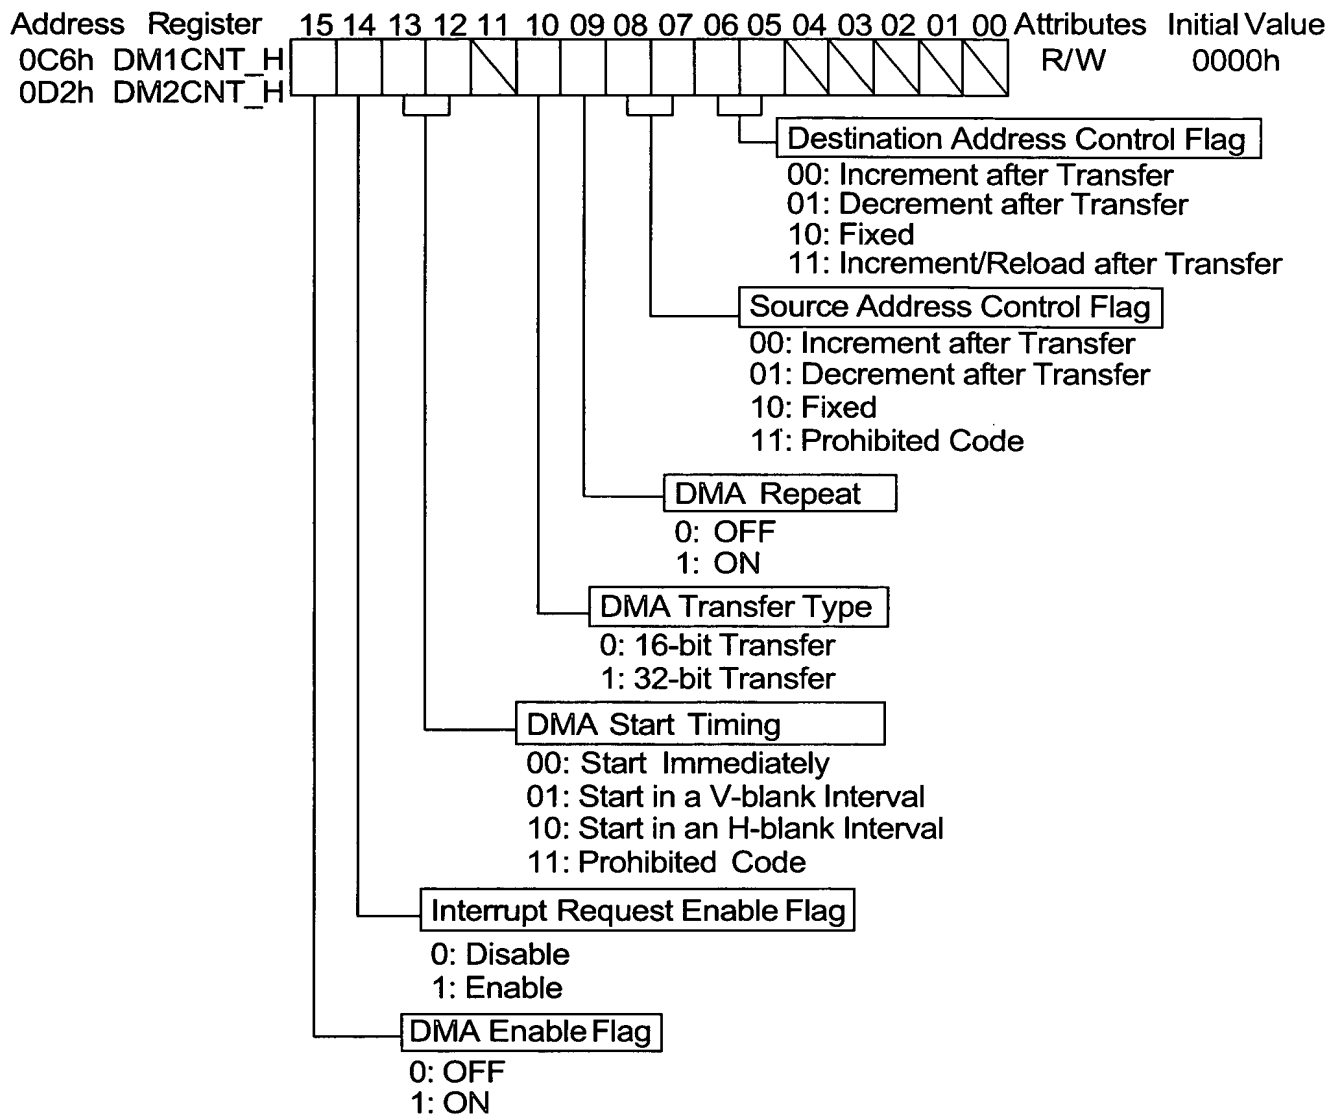 Address Register 15 14 13 12 11 10 09 08 07 06 05 04 03 02 01 00 Attributes Initial Value
0C6h DM1CNT_H R/W 0000h
0D2h DM2CNT_H
Destination Address Control Flag
00: Increment after Transfer
01: Decrement after Transfer
10: Fixed
11: Increment/Reload after Transfer
Source Address Control Flag
00: Increment after Transfer
01: Decrement after Transfer
10: Fixed
11: Prohibited Code
DMA Repeat
0: OFF
1: ON
DMA Transfer Type
0: 16-bit Transfer
1: 32-bit Transfer
DMA Start Timing
00: Start Immediately
01: Start in a V-blank Interval
10: Start in an H-blank Interval
11: Prohibited Code
Interrupt Request Enable Flag
0: Disable
1: Enable
DMA Enable Flag
0: OFF
1: ON